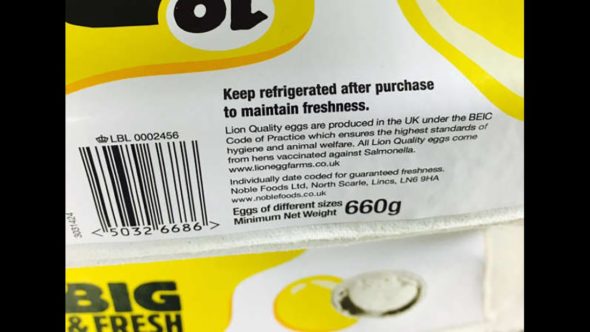 10
Keep refrigerated after purchase
to maintain freshness.
Lion Quality eggs are produced in the UK under the BEIC
Code of Practice which ensures the highest standards of
hygiene and animal welfare. All Lion Quality eggs come
from hens vaccinated against Salmonella.
www.lioneggfarms.co.uk
Individually date coded for guaranteed freshness.
Noble Foods Ltd, North Scarle, Lincs, LN6 9HA
www.noblefoods.co.uk
Eggs of different sizes
Minimum Net Weight 660g
LBL 0002456
<5032 6686>
3031424
BIG
& FRESH